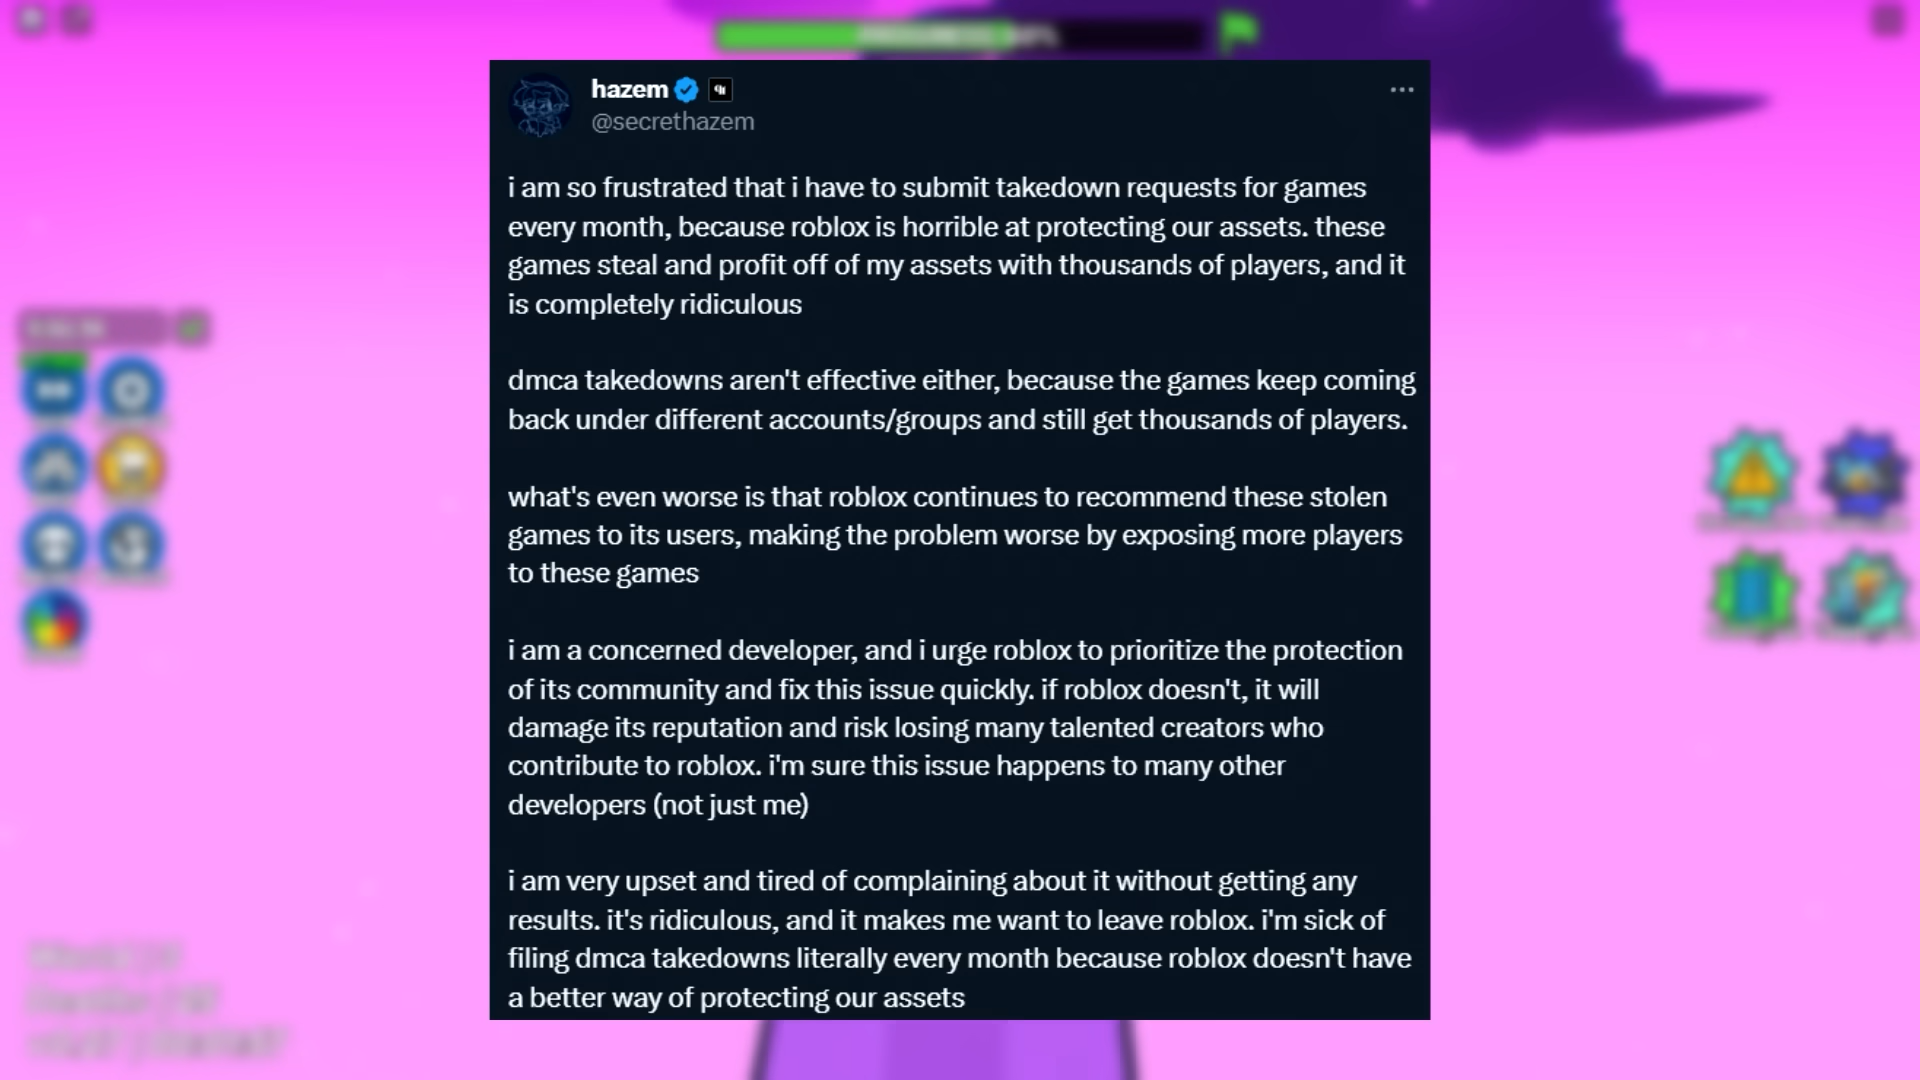 hazem
@secrethazem
i am so frustrated that i have to submit takedown requests for games
every month, because roblox is horrible at protecting our assets. these
games steal and profit off of my assets with thousands of players, and it
is completely ridiculous
dmca takedowns aren't effective either, because the games keep coming
back under different accounts/groups and still get thousands of players.
what's even worse is that roblox continues to recommend these stolen
games to its users, making the problem worse by exposing more players
to these games
i am a concerned developer, and i urge roblox to prioritize the protection
of its community and fix this issue quickly. if roblox doesn't, it will
damage its reputation and risk losing many talented creators who
contribute to roblox. i'm sure this issue happens to many other
developers (not just me)
i am very upset and tired of complaining about it without getting any
results. it's ridiculous, and it makes me want to leave roblox. i'm sick of
filing dmca takedowns literally every month because roblox doesn't have
a better way of protecting our assets